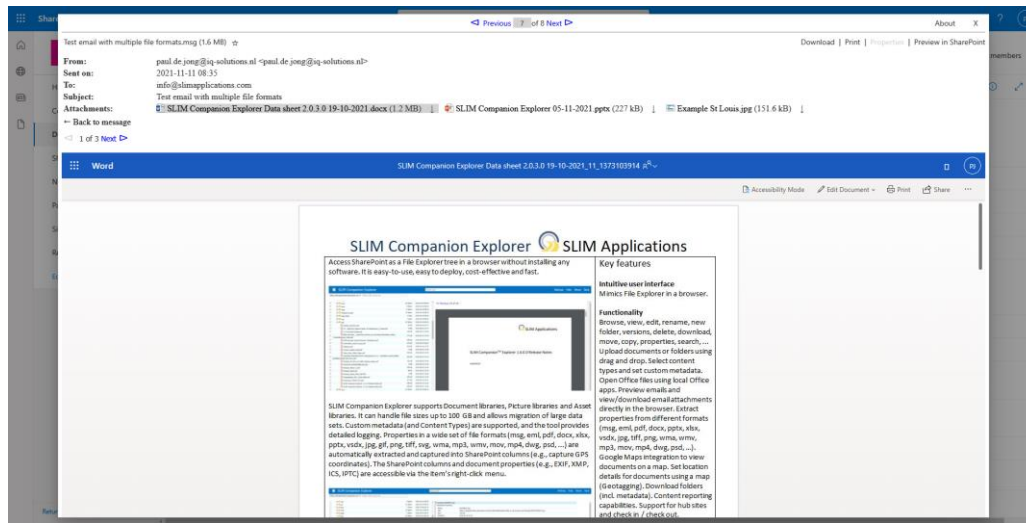 Share
Previous 7 of 8 Next
About X
?
Test email with multiple file formats.msg (1.6 MB)
Download | Print | Properties | Preview in SharePoint
members
From: paul.de.jong@iq-solutions.nl <paul.de.jong@iq-solutions.nl>
Sent on: 2021-11-11 08:35
To: info@slimapplications.com
Subject: Test email with multiple file formats
Attachments: SLIM Companion Explorer Data sheet 2.0.3.0 19-10-2021.docx (1.2 MB) ↓ SLIM Companion Explorer 05-11-2021.pptx (227 kB) ↓ Example St Louis.jpg (151.6 kB) ↓
← Back to message
1 of 3 Next
Word
SLIM Companion Explorer Data sheet 2.0.3.0 19-10-2021_11_1373103914
Accessibility Mode Edit Document Print Share ...
SLIM Companion Explorer SLIM Applications
Access SharePoint as a File Explorer tree in a browser without installing any
software. It is easy-to-use, easy to deploy, cost-effective and fast.
SLIM Applications
SLIM Companion Explorer supports Document libraries, Picture libraries and Asset
libraries. It can handle file sizes up to 100 GB and allows migration of large data
sets. Custom metadata (and Content Types) are supported, and the tool provides
detailed logging. Properties in a wide set of file formats (msg, eml, pdf, docx, xlsx,
pptx, vsdx, jpg, gif, png, tiff, svg, wma, mp3, wmv, mov, mp4, dwg, psd, ...) are
automatically extracted and captured into SharePoint columns (e.g., capture GPS
coordinates). The SharePoint columns and document properties (e.g., EXIF, XMP,
ICS, IPTC) are accessible via the item's right-click menu.
Key features
Intuitive user interface
Mimics File Explorer in a browser.
Functionality
Browse, view, edit, rename, new
folder, versions, delete, download,
move, copy, properties, search, ...
Upload documents or folders using
drag and drop. Select content
types and set custom metadata.
Open Office files using local Office
apps. Preview emails and
view/download email attachments
directly in the browser. Extract
properties from different formats
(msg, eml, pdf, docx, pptx, xlsx,
vsdx, jpg, tiff, png, wma, wmv,
mp3, mov, mp4, dwg, psd, ...).
Google Maps integration to view
documents on a map. Set location
details for documents using a map
(Geotagging). Download folders
(incl. metadata). Content reporting
capabilities. Support for hub sites
and check in / check out.